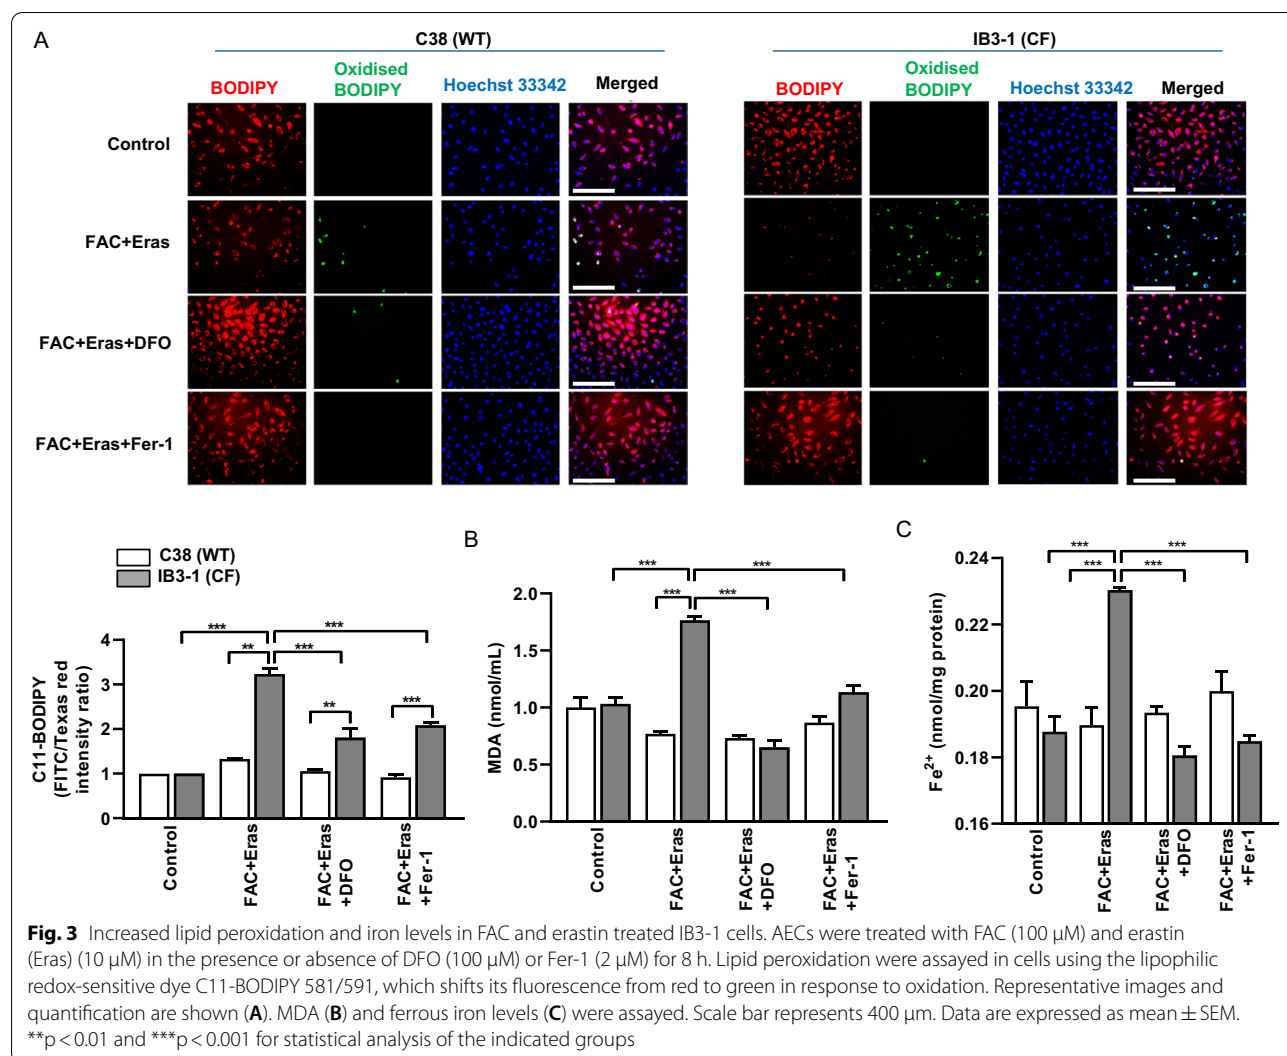 A
C38 (WT)
IB3-1 (CF)
BODIPY
Oxidised
BODIPY
Hoechst 33342
Merged
BODIPY
Oxidised
BODIPY
Hoechst 33342
Merged
Control
FAC+Eras
FAC+Eras+DFO
FAC+Eras+Fer-1
C38 (WT)
IB3-1 (CF)
C11-BODIPY
(FITC/Texas red
intensity ratio)
4
3
2
1
0
***
**
***
***
**
***
Control
FAC+Eras
FAC+Eras
+DFO
FAC+Eras
+Fer-1
B
MDA (nmol/mL)
2.0
1.5
1.0
0.5
0.0
***
***
***
***
Control
FAC+Eras
FAC+Eras
+DFO
FAC+Eras
+Fer-1
C
Fe2+ (nmol/mg protein)
0.24
0.22
0.20
0.18
0.16
***
***
***
***
Control
FAC+Eras
FAC+Eras
+DFO
FAC+Eras
+Fer-1
Fig. 3 Increased lipid peroxidation and iron levels in FAC and erastin treated IB3-1 cells. AECs were treated with FAC (100 μM) and erastin
(Eras) (10 μM) in the presence or absence of DFO (100 μM) or Fer-1 (2 μM) for 8 h. Lipid peroxidation were assayed in cells using the lipophilic
redox-sensitive dye C11-BODIPY 581/591, which shifts its fluorescence from red to green in response to oxidation. Representative images and
quantification are shown (A). MDA (B) and ferrous iron levels (C) were assayed. Scale bar represents 400 μm. Data are expressed as mean ± SEM.
**p < 0.01 and ***p < 0.001 for statistical analysis of the indicated groups